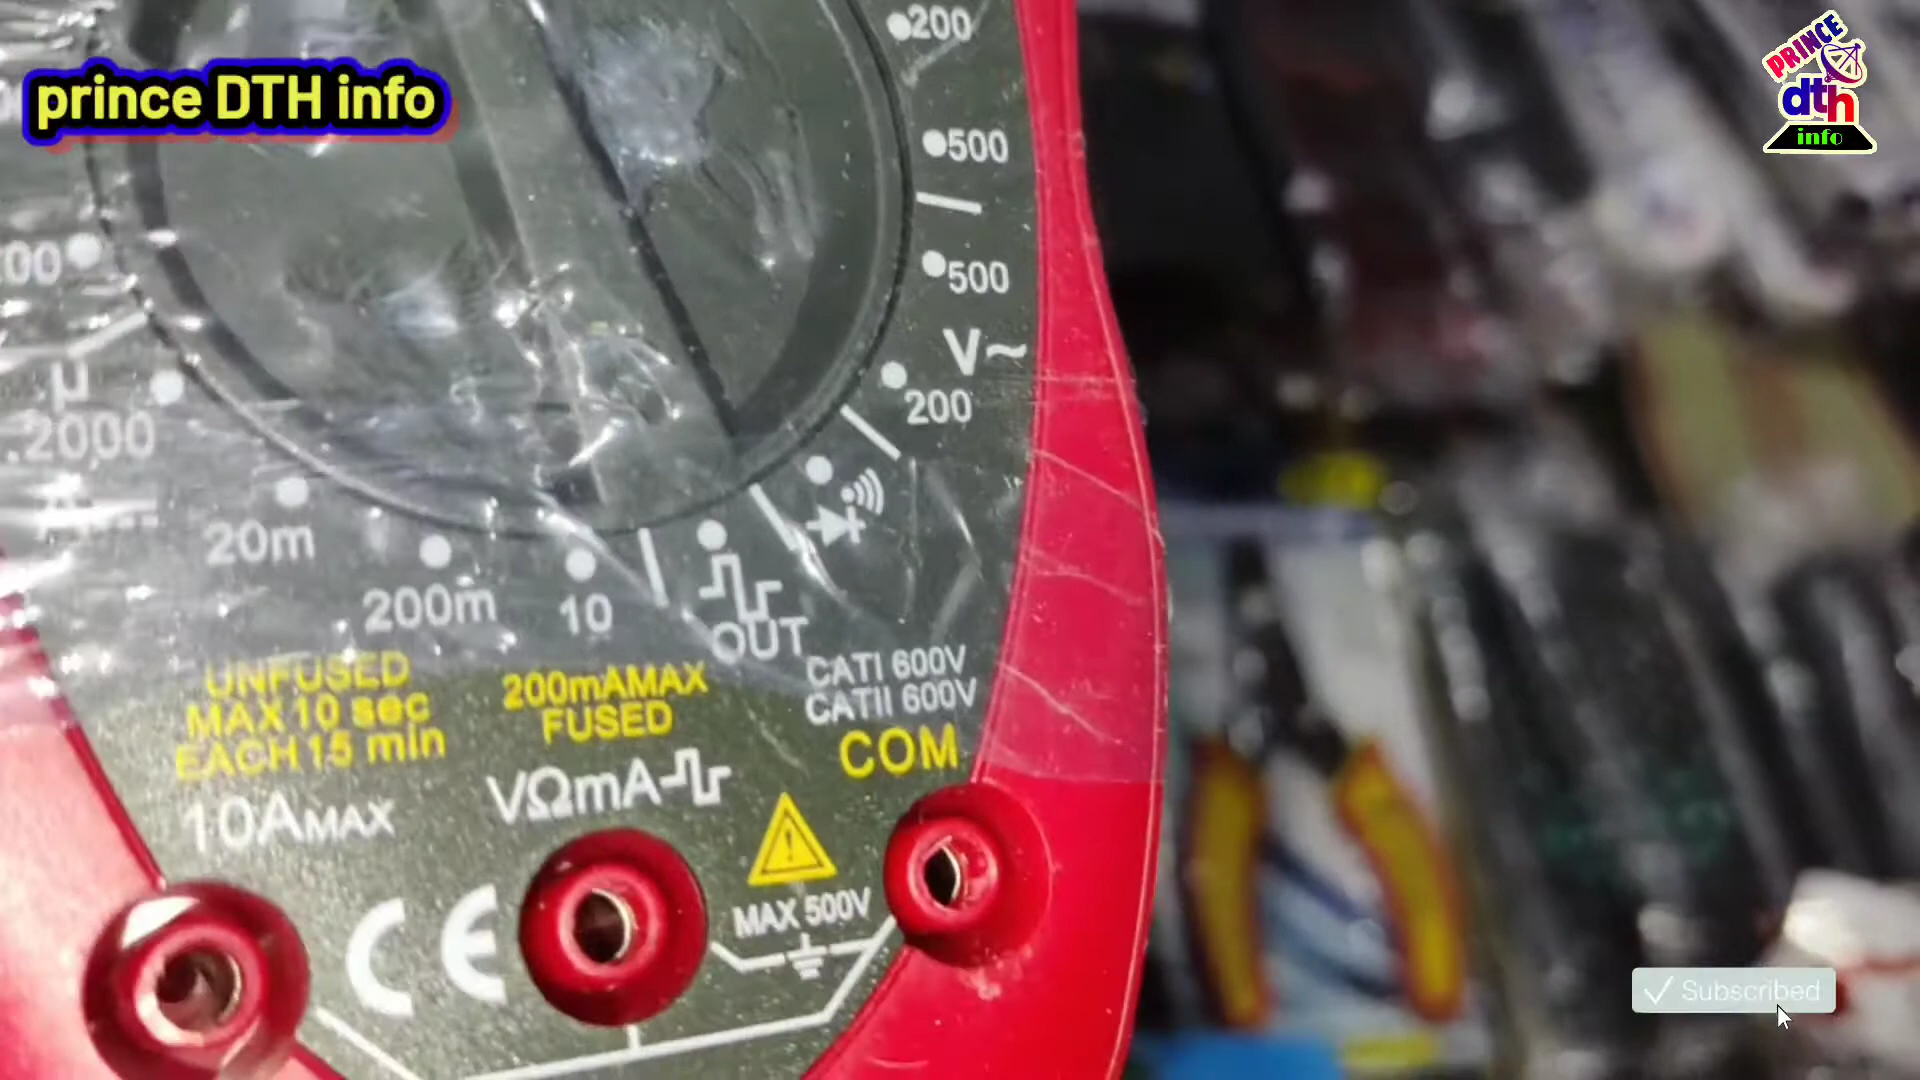 prince DTH info
PRINCE
dth
info
200
500
500
V~
200
µ
2000
20m
200m
10
OUT
UNFUSED
MAX 10 sec
EACH 15 min
200mAMAX
FUSED
CATI 600V
CATII 600V
COM
10AMAX
VΩmA
MAX 500V
CE
Subscribed